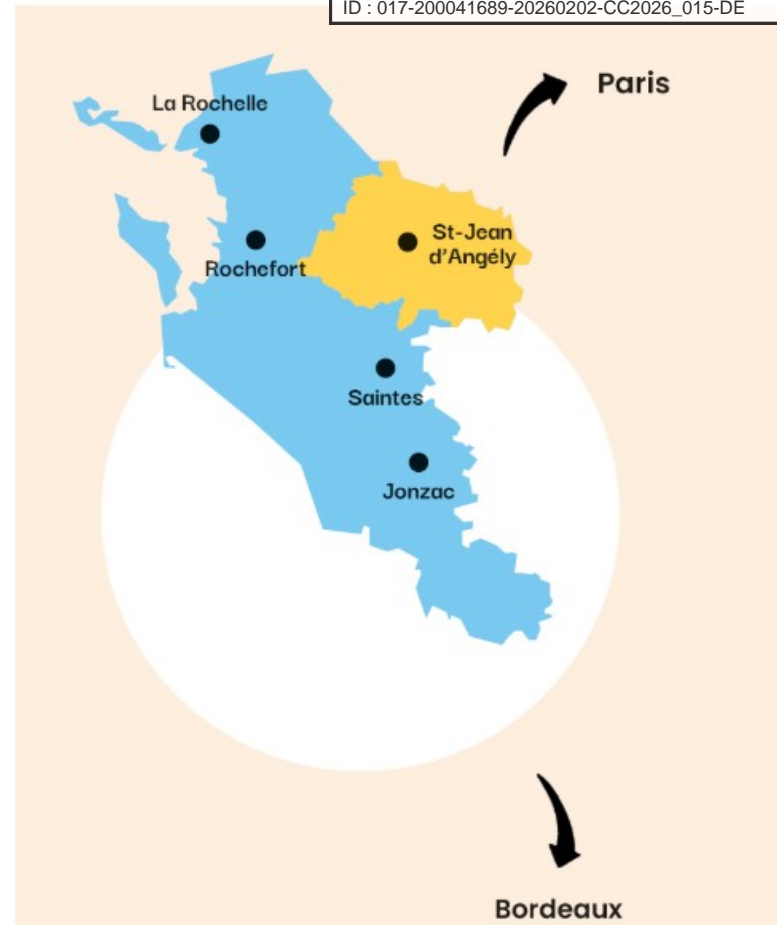 ID : 017-200041689-20260202-CC2026_015-DE
Paris
La Rochelle
St-Jean
d'Angély
Rochefort
Saintes
Jonzac
Bordeaux